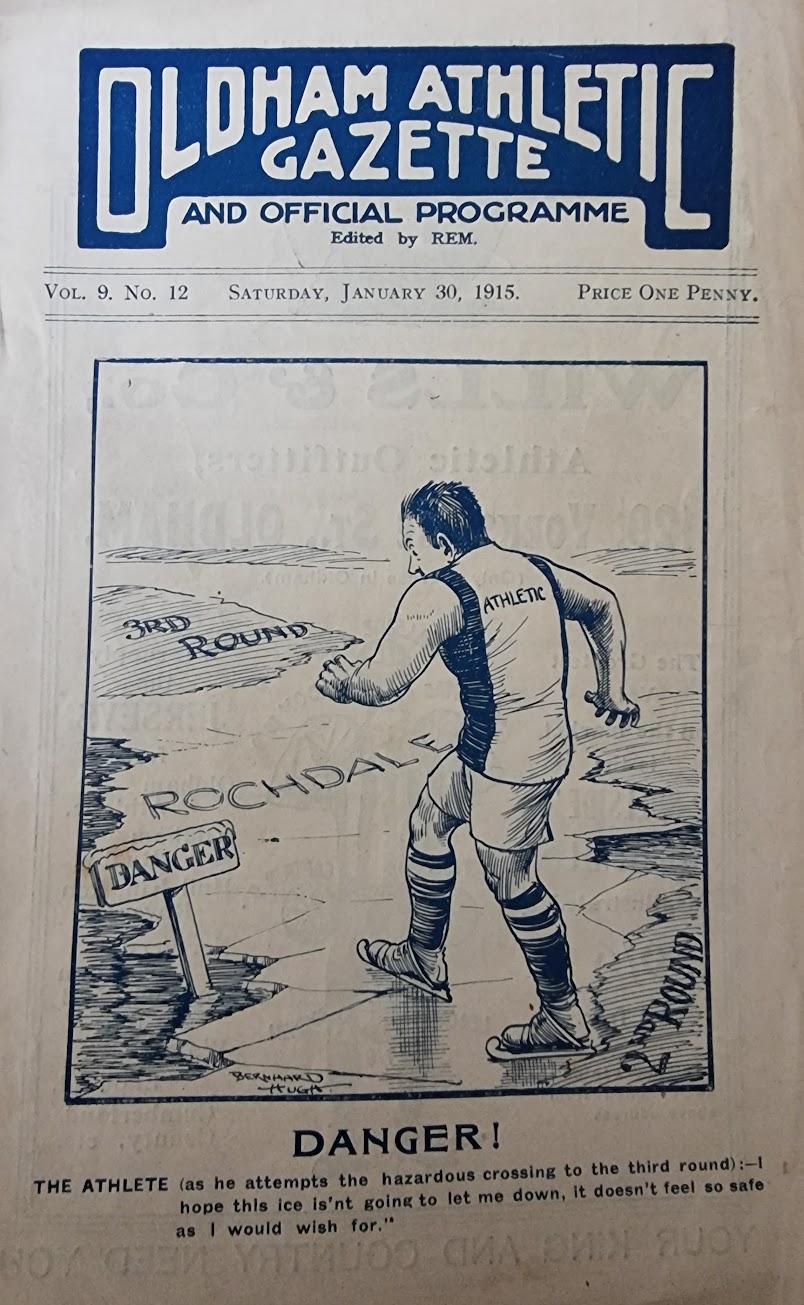 OLDHAM ATHLETIC
GAZETTE
AND OFFICIAL PROGRAMME
Edited by REM.
VOL. 9. No. 12 SATURDAY, JANUARY 30, 1915. PRICE ONE PENNY.
ATHLETIC
3RD
ROUND
ROCHDALE
DANGER
2ND ROUND
BERNHARD
HUGH
DANGER!
THE ATHLETE (as he attempts the hazardous crossing to the third round):—I
hope this ice is'nt going to let me down, it doesn't feel so safe
as I would wish for."